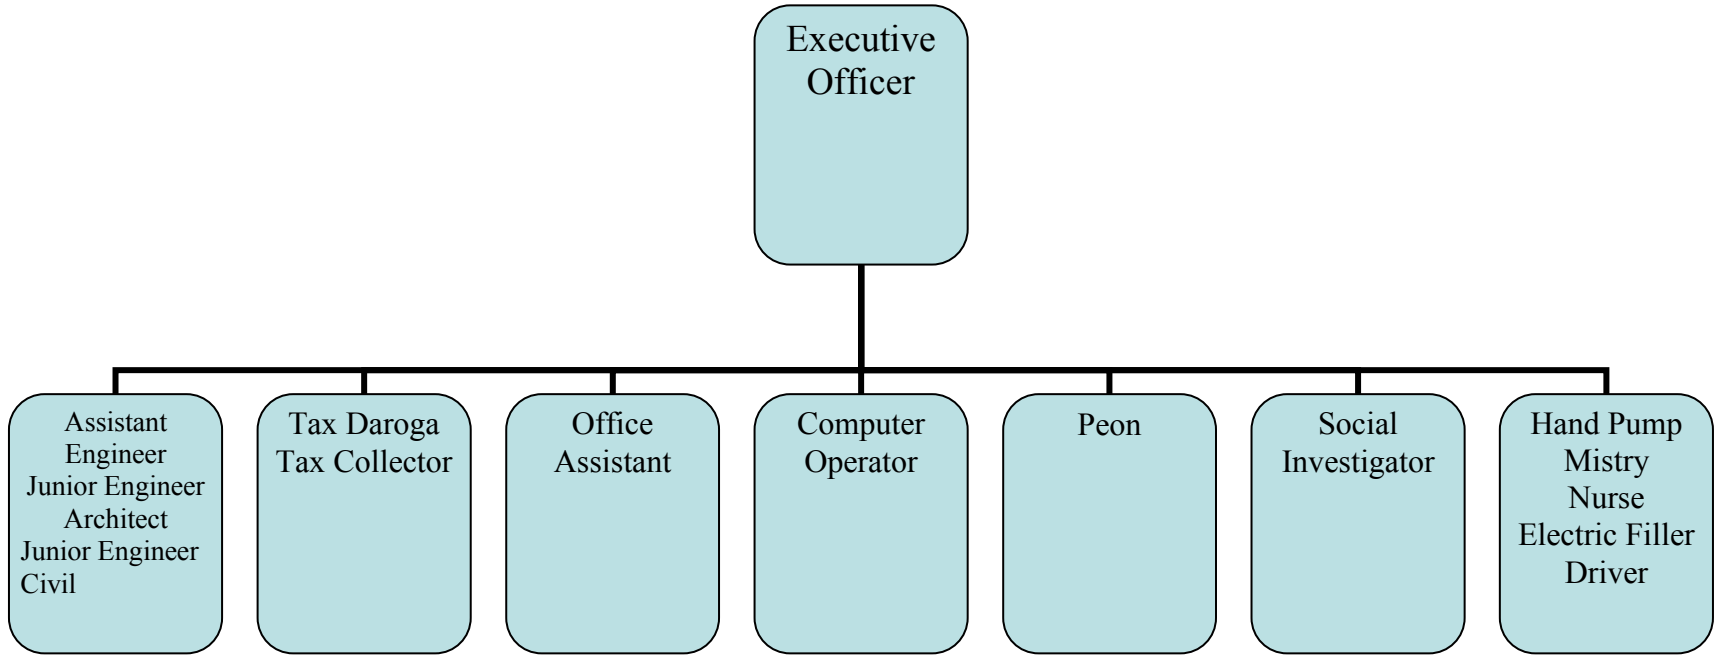 Executive
Officer
Assistant
Engineer
Junior Engineer
Architect
Junior Engineer
Civil
Tax Daroga
Tax Collector
Office
Assistant
Computer
Operator
Peon
Social
Investigator
Hand Pump
Mistry
Nurse
Electric Filler
Driver